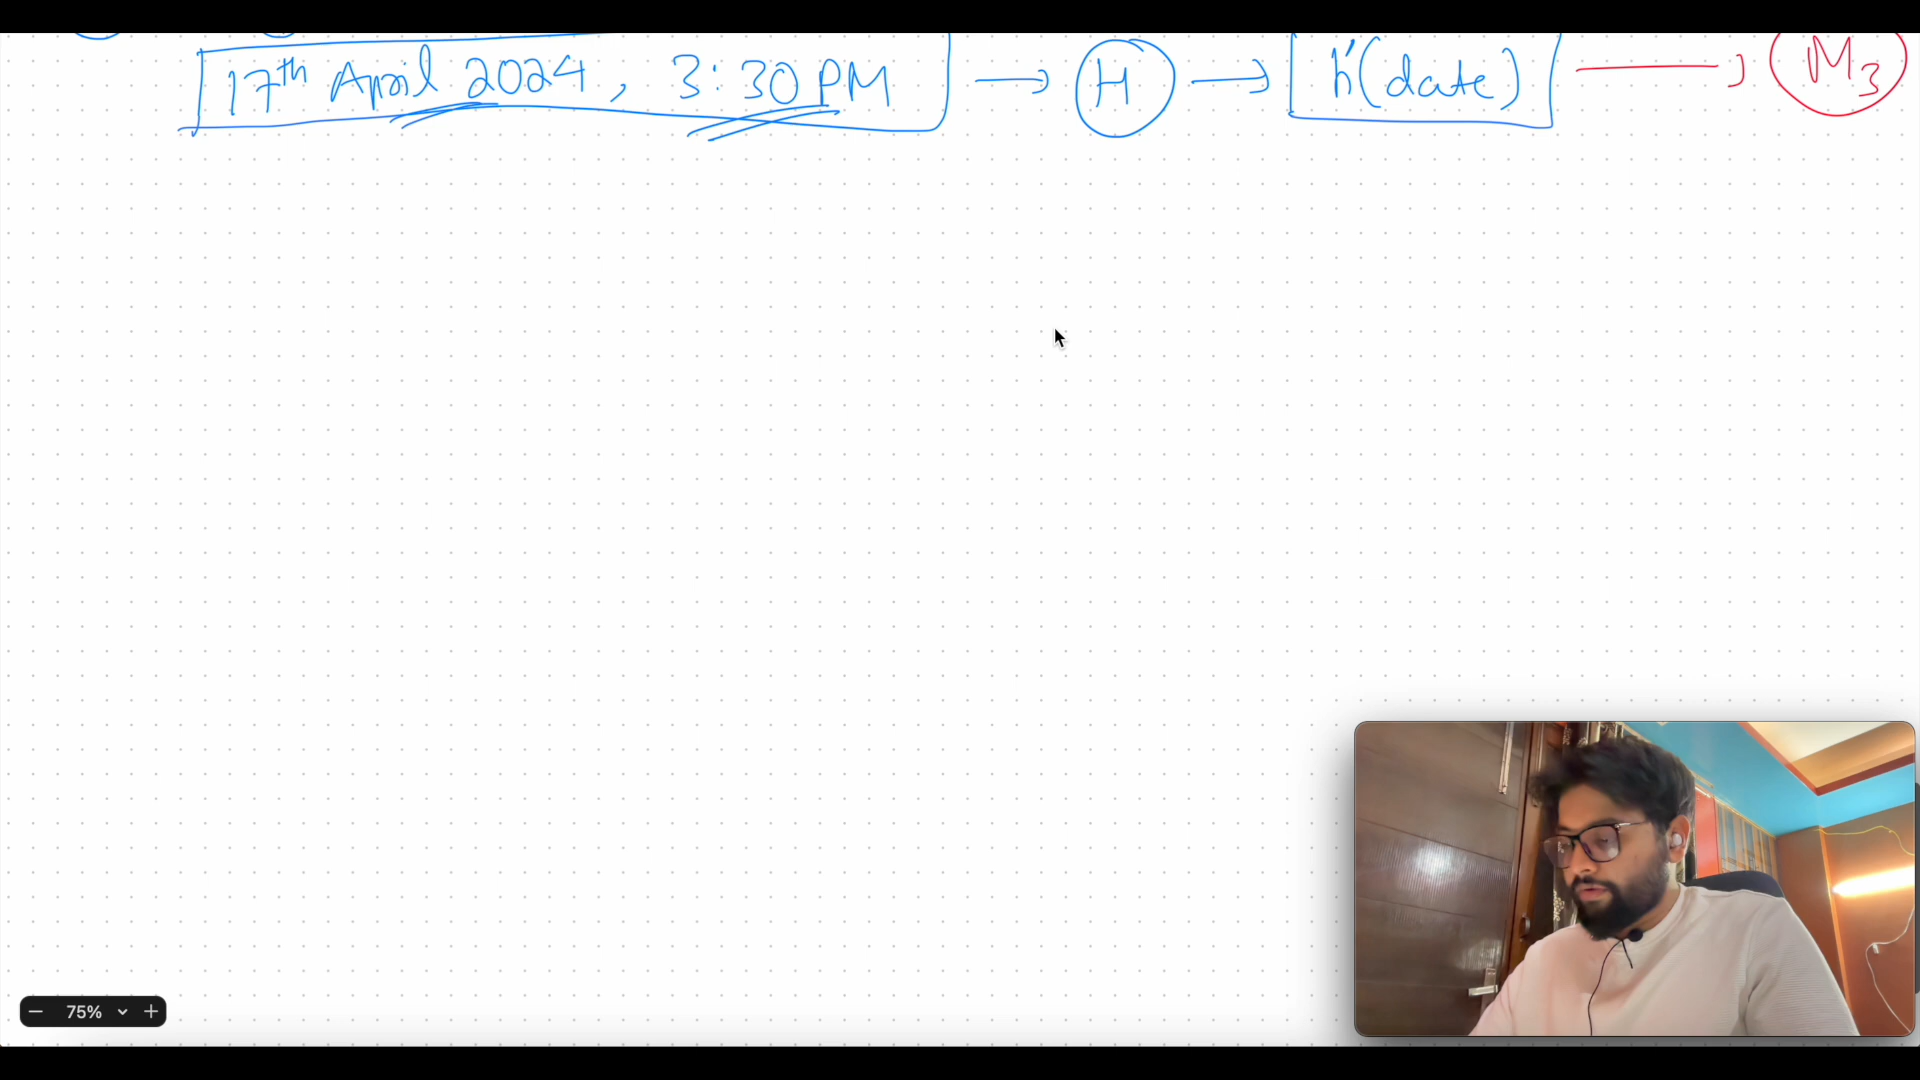 17th April 2024, 3:30 PM → H → h'(date) → M3
75%